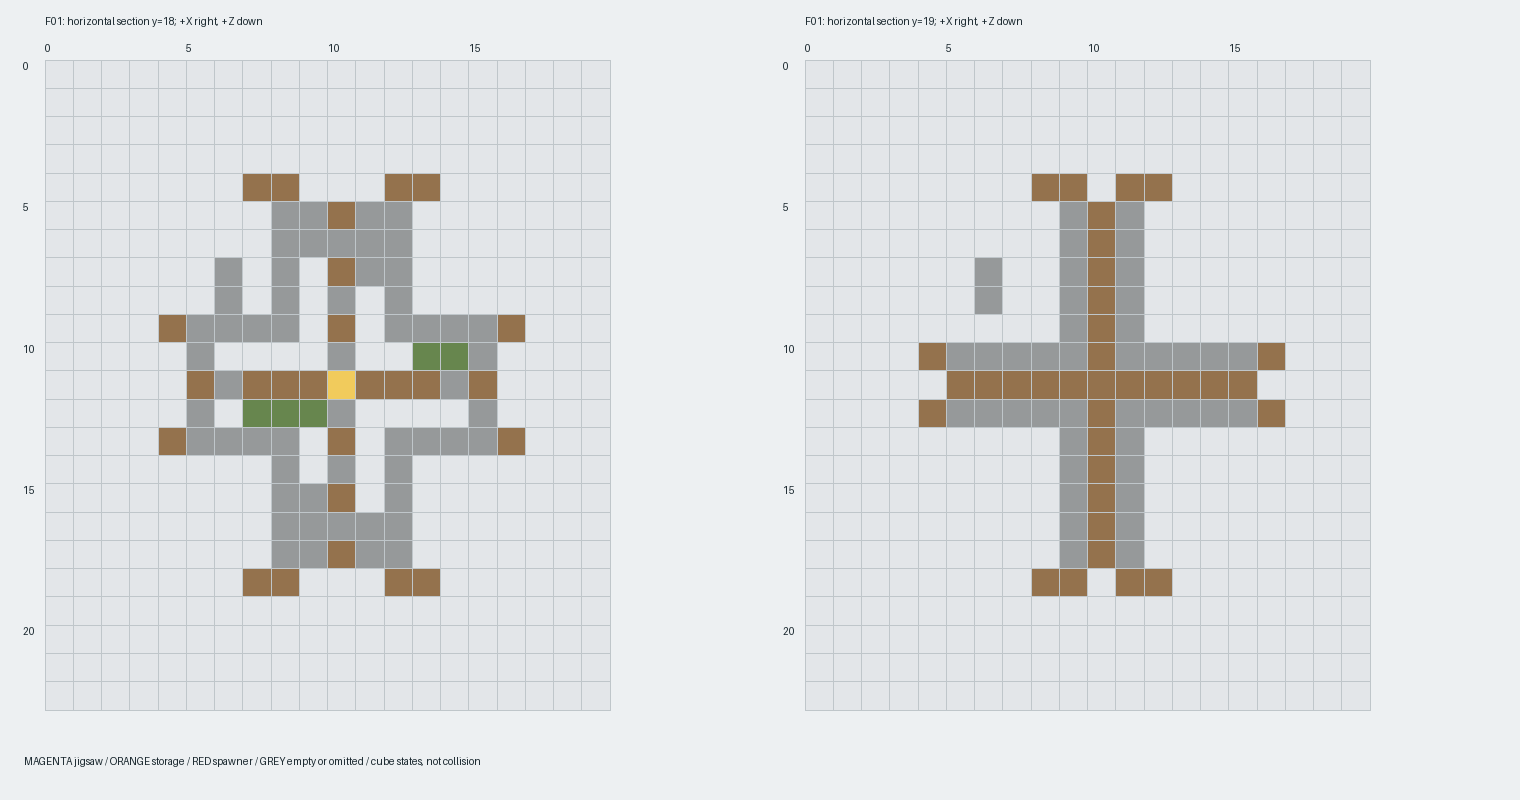 F01: horizontal section y=18; +X right, +Z down
F01: horizontal section y=19; +X right, +Z down
0 5 10 15
0 5 10 15
0 0
5 5
10 10
15 15
20 20
MAGENTA jigsaw / ORANGE storage / RED spawner / GREY empty or omitted / cube states, not collision